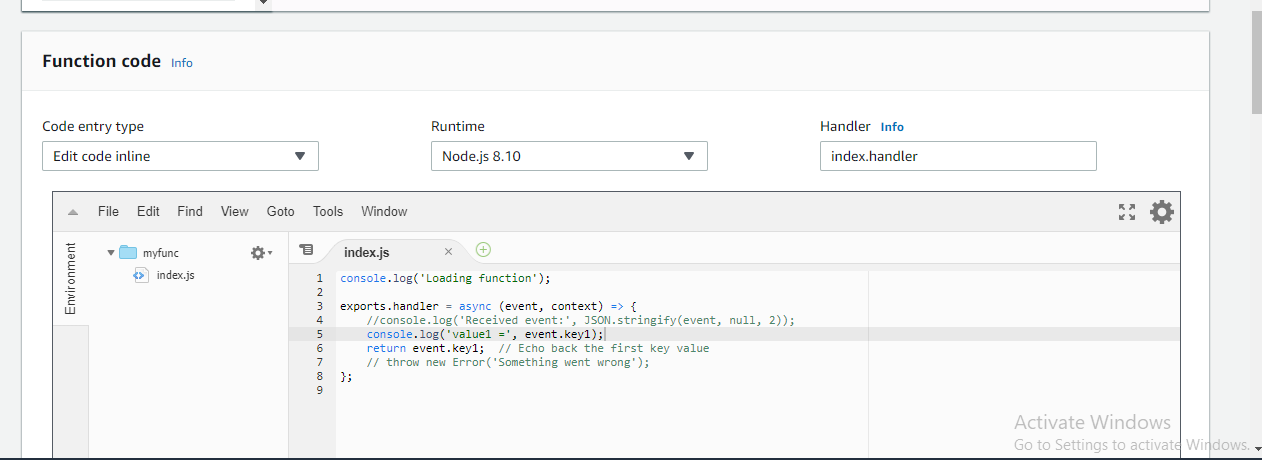 Function code Info
Code entry type Runtime Handler Info
Edit code inline Node.js 8.10 index.handler
File Edit Find View Goto Tools Window
Environment
myfunc
index.js
index.js
1 console.log('Loading function');
2
3 exports.handler = async (event, context) => {
4 //console.log('Received event:', JSON.stringify(event, null, 2));
5 console.log('value1 =', event.key1);
6 return event.key1;  // Echo back the first key value
7 // throw new Error('Something went wrong');
8 };
9
Activate Windows
Go to Settings to activate Windows.